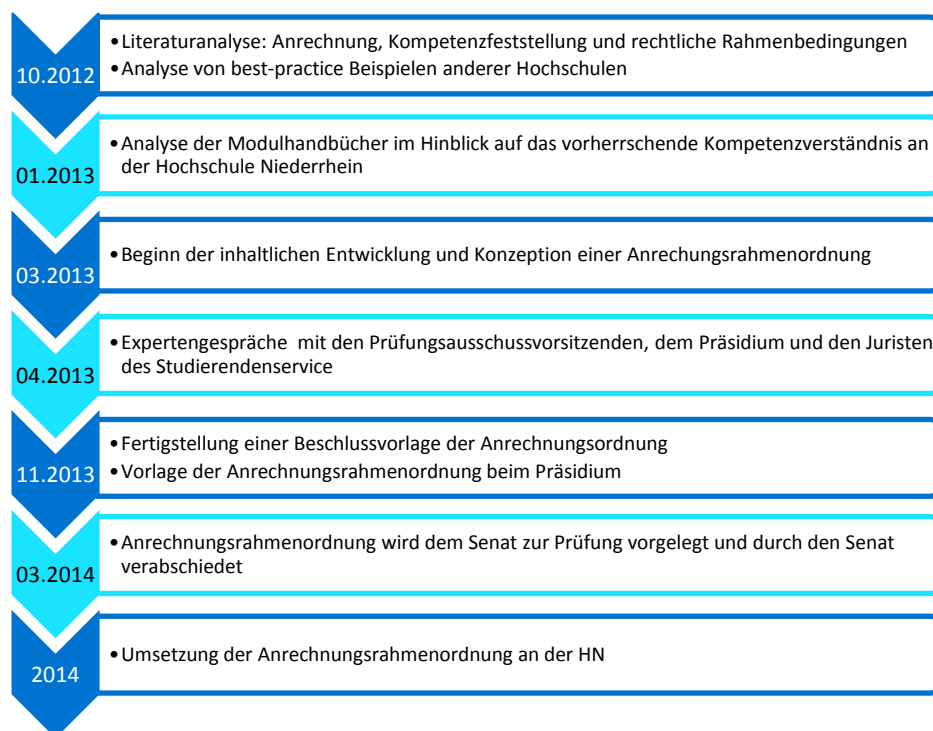 10.2012
•Literaturanalyse: Anrechnung, Kompetenzfeststellung und rechtliche Rahmenbedingungen
•Analyse von best-practice Beispielen anderer Hochschulen
01.2013
•Analyse der Modulhandbücher im Hinblick auf das vorherrschende Kompetenzverständnis an
der Hochschule Niederrhein
03.2013
•Beginn der inhaltlichen Entwicklung und Konzeption einer Anrechungsrahmenordnung
04.2013
•Expertengespräche mit den Prüfungsausschussvorsitzenden, dem Präsidium und den Juristen
des Studierendenservice
11.2013
•Fertigstellung einer Beschlussvorlage der Anrechnungsordnung
•Vorlage der Anrechnungsrahmenordnung beim Präsidium
03.2014
•Anrechnungsrahmenordnung wird dem Senat zur Prüfung vorgelegt und durch den Senat
verabschiedet
2014
•Umsetzung der Anrechnungsrahmenordnung an der HN